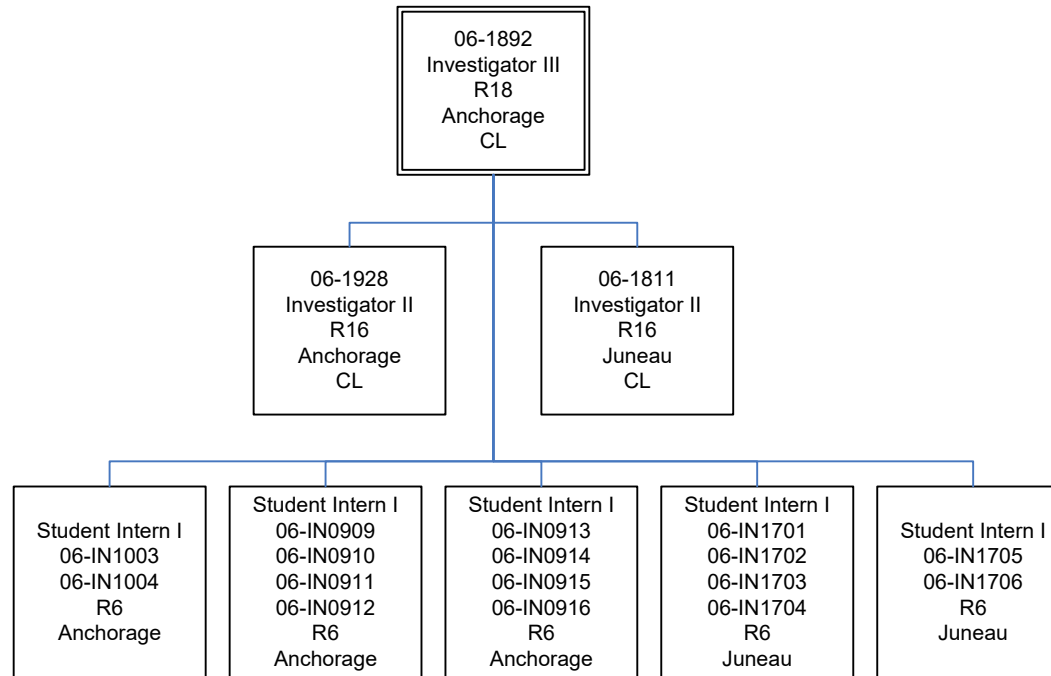 06-1892
Investigator III
R18
Anchorage
CL
06-1928
Investigator II
R16
Anchorage
CL
06-1811
Investigator II
R16
Juneau
CL
Student Intern I
06-IN1003
06-IN1004
R6
Anchorage
Student Intern I
06-IN0909
06-IN0910
06-IN0911
06-IN0912
R6
Anchorage
Student Intern I
06-IN0913
06-IN0914
06-IN0915
06-IN0916
R6
Anchorage
Student Intern I
06-IN1701
06-IN1702
06-IN1703
06-IN1704
R6
Juneau
Student Intern I
06-IN1705
06-IN1706
R6
Juneau